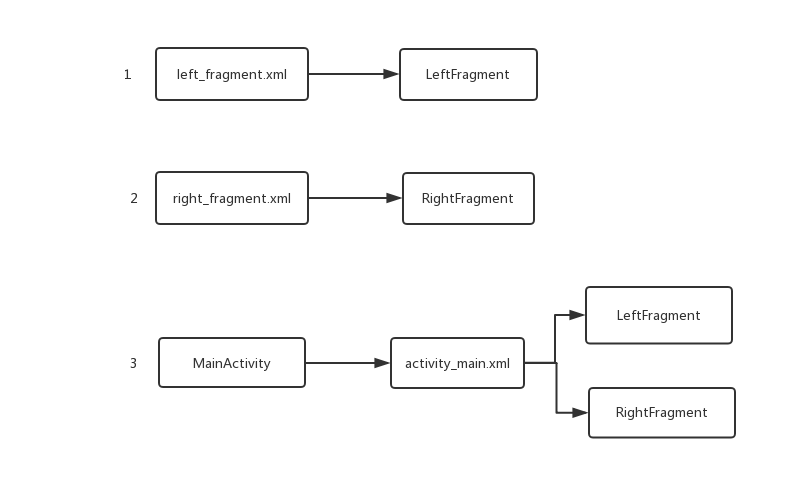 1 left_fragment.xml LeftFragment
2 right_fragment.xml RightFragment
LeftFragment
3 MainActivity activity_main.xml
RightFragment